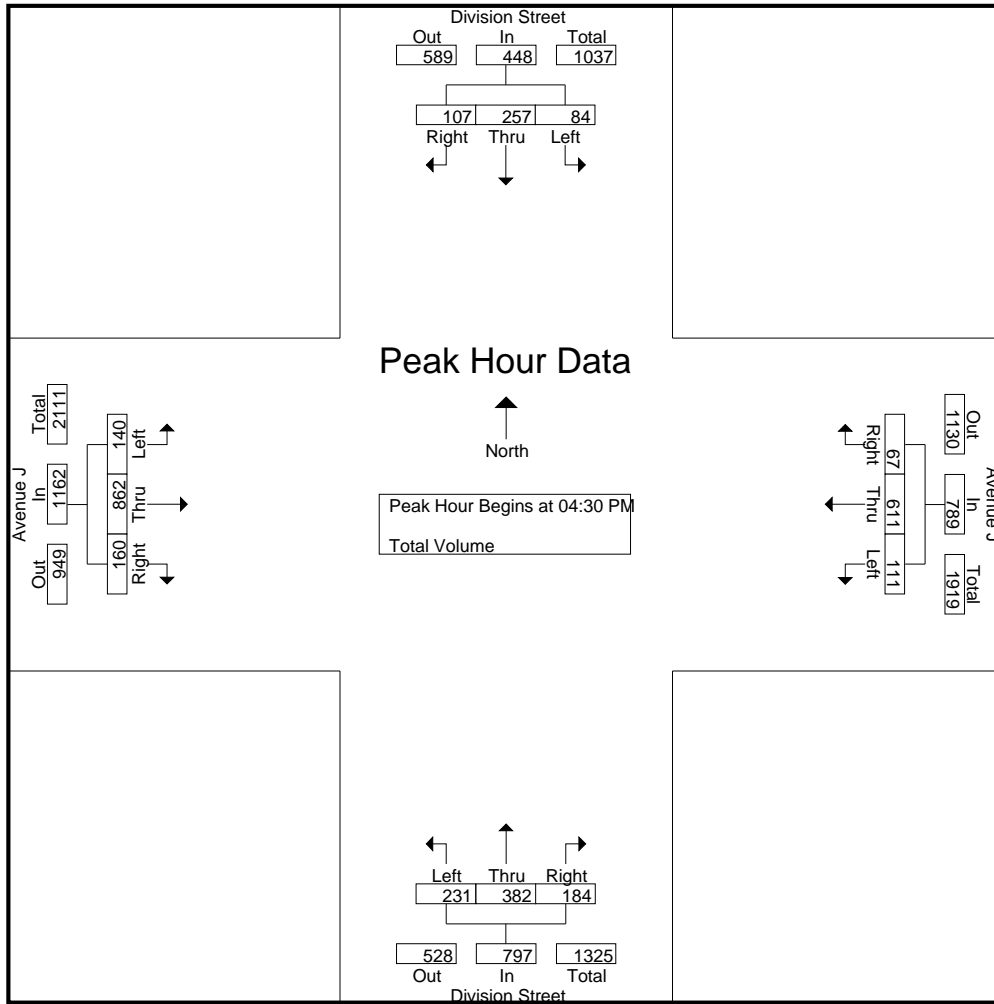 Division Street
Out In Total
589 448 1037
107 257 84
Right Thru Left
Peak Hour Data
North
Peak Hour Begins at 04:30 PM
Total Volume
Avenue J
Total In Out
2111 1162 949
140 862 160
Left Thru Right
Avenue J
Out In Total
1130 789 1919
67 611 111
Right Thru Left
Left Thru Right
231 382 184
528 797 1325
Out In Total
Division Street